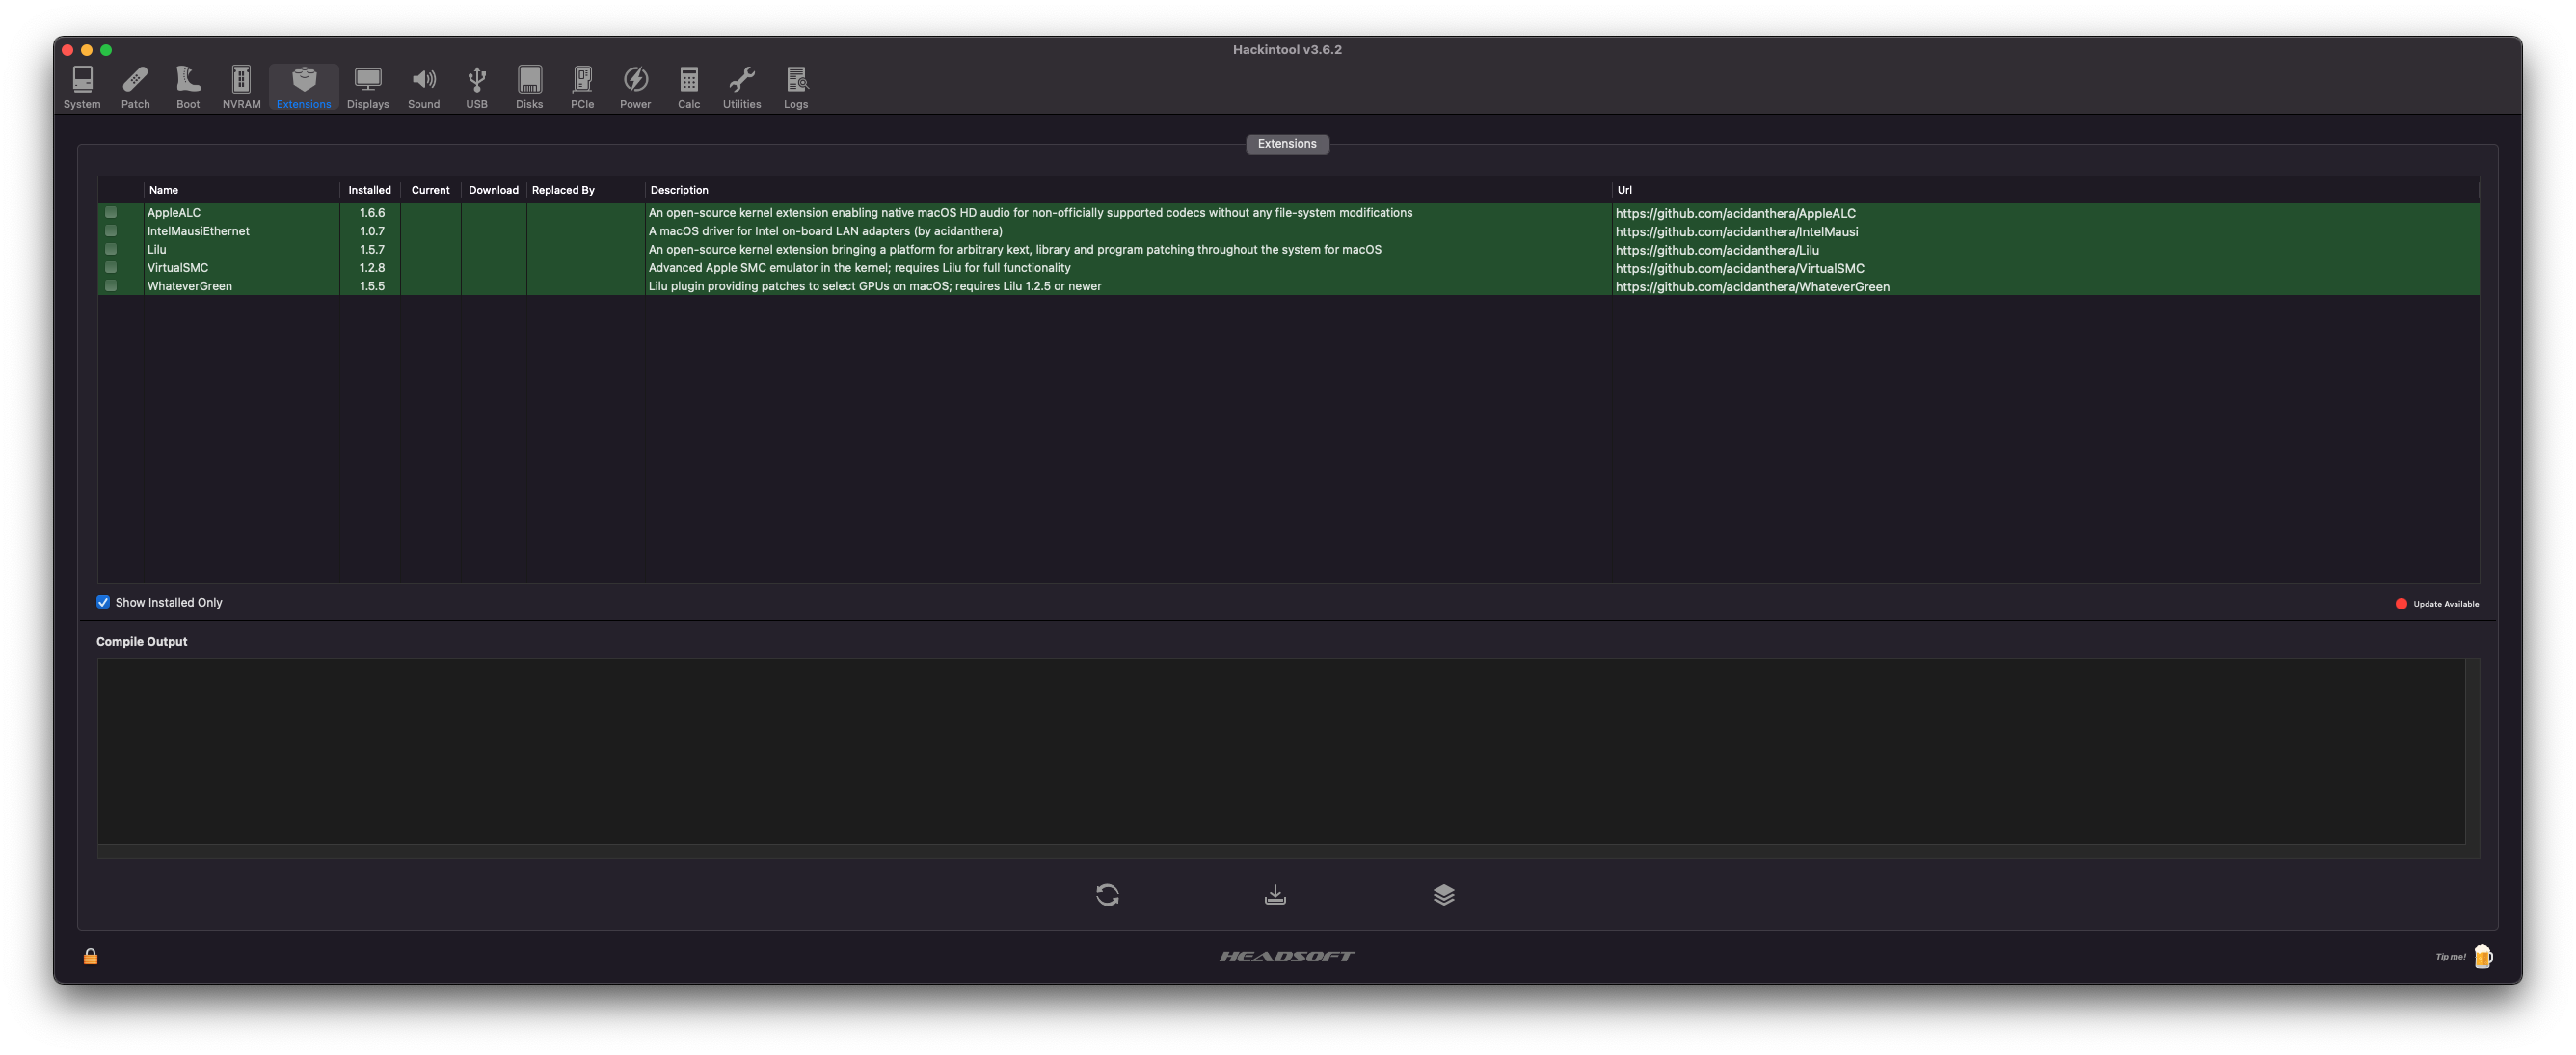 Hackintool v3.6.2
System Patch Boot NVRAM Extensions Displays Sound USB Disks PCIe Power Calc Utilities Logs
Extensions
Name Installed Current Download Replaced By Description Url
AppleALC 1.6.6 An open-source kernel extension enabling native macOS HD audio for non-officially supported codecs without any file-system modifications https://github.com/acidanthera/AppleALC
IntelMausiEthernet 1.0.7 A macOS driver for Intel on-board LAN adapters (by acidanthera) https://github.com/acidanthera/IntelMausi
Lilu 1.5.7 An open-source kernel extension bringing a platform for arbitrary kext, library and program patching throughout the system for macOS https://github.com/acidanthera/Lilu
VirtualSMC 1.2.8 Advanced Apple SMC emulator in the kernel; requires Lilu for full functionality https://github.com/acidanthera/VirtualSMC
WhateverGreen 1.5.5 Lilu plugin providing patches to select GPUs on macOS; requires Lilu 1.2.5 or newer https://github.com/acidanthera/WhateverGreen
Show Installed Only Update Available
Compile Output
HEADSOFT Tip me!